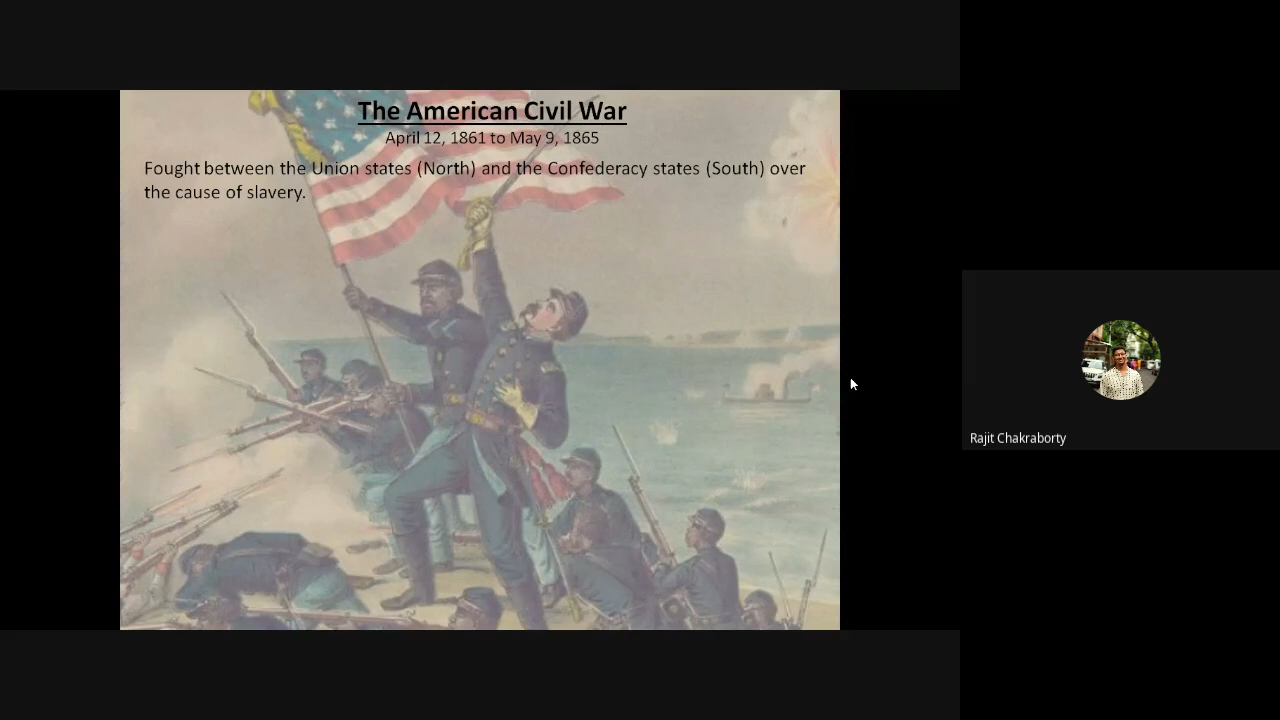 The American Civil War
April 12, 1861 to May 9, 1865
Fought between the Union states (North) and the Confederacy states (South) over
the cause of slavery.
Rajit Chakraborty